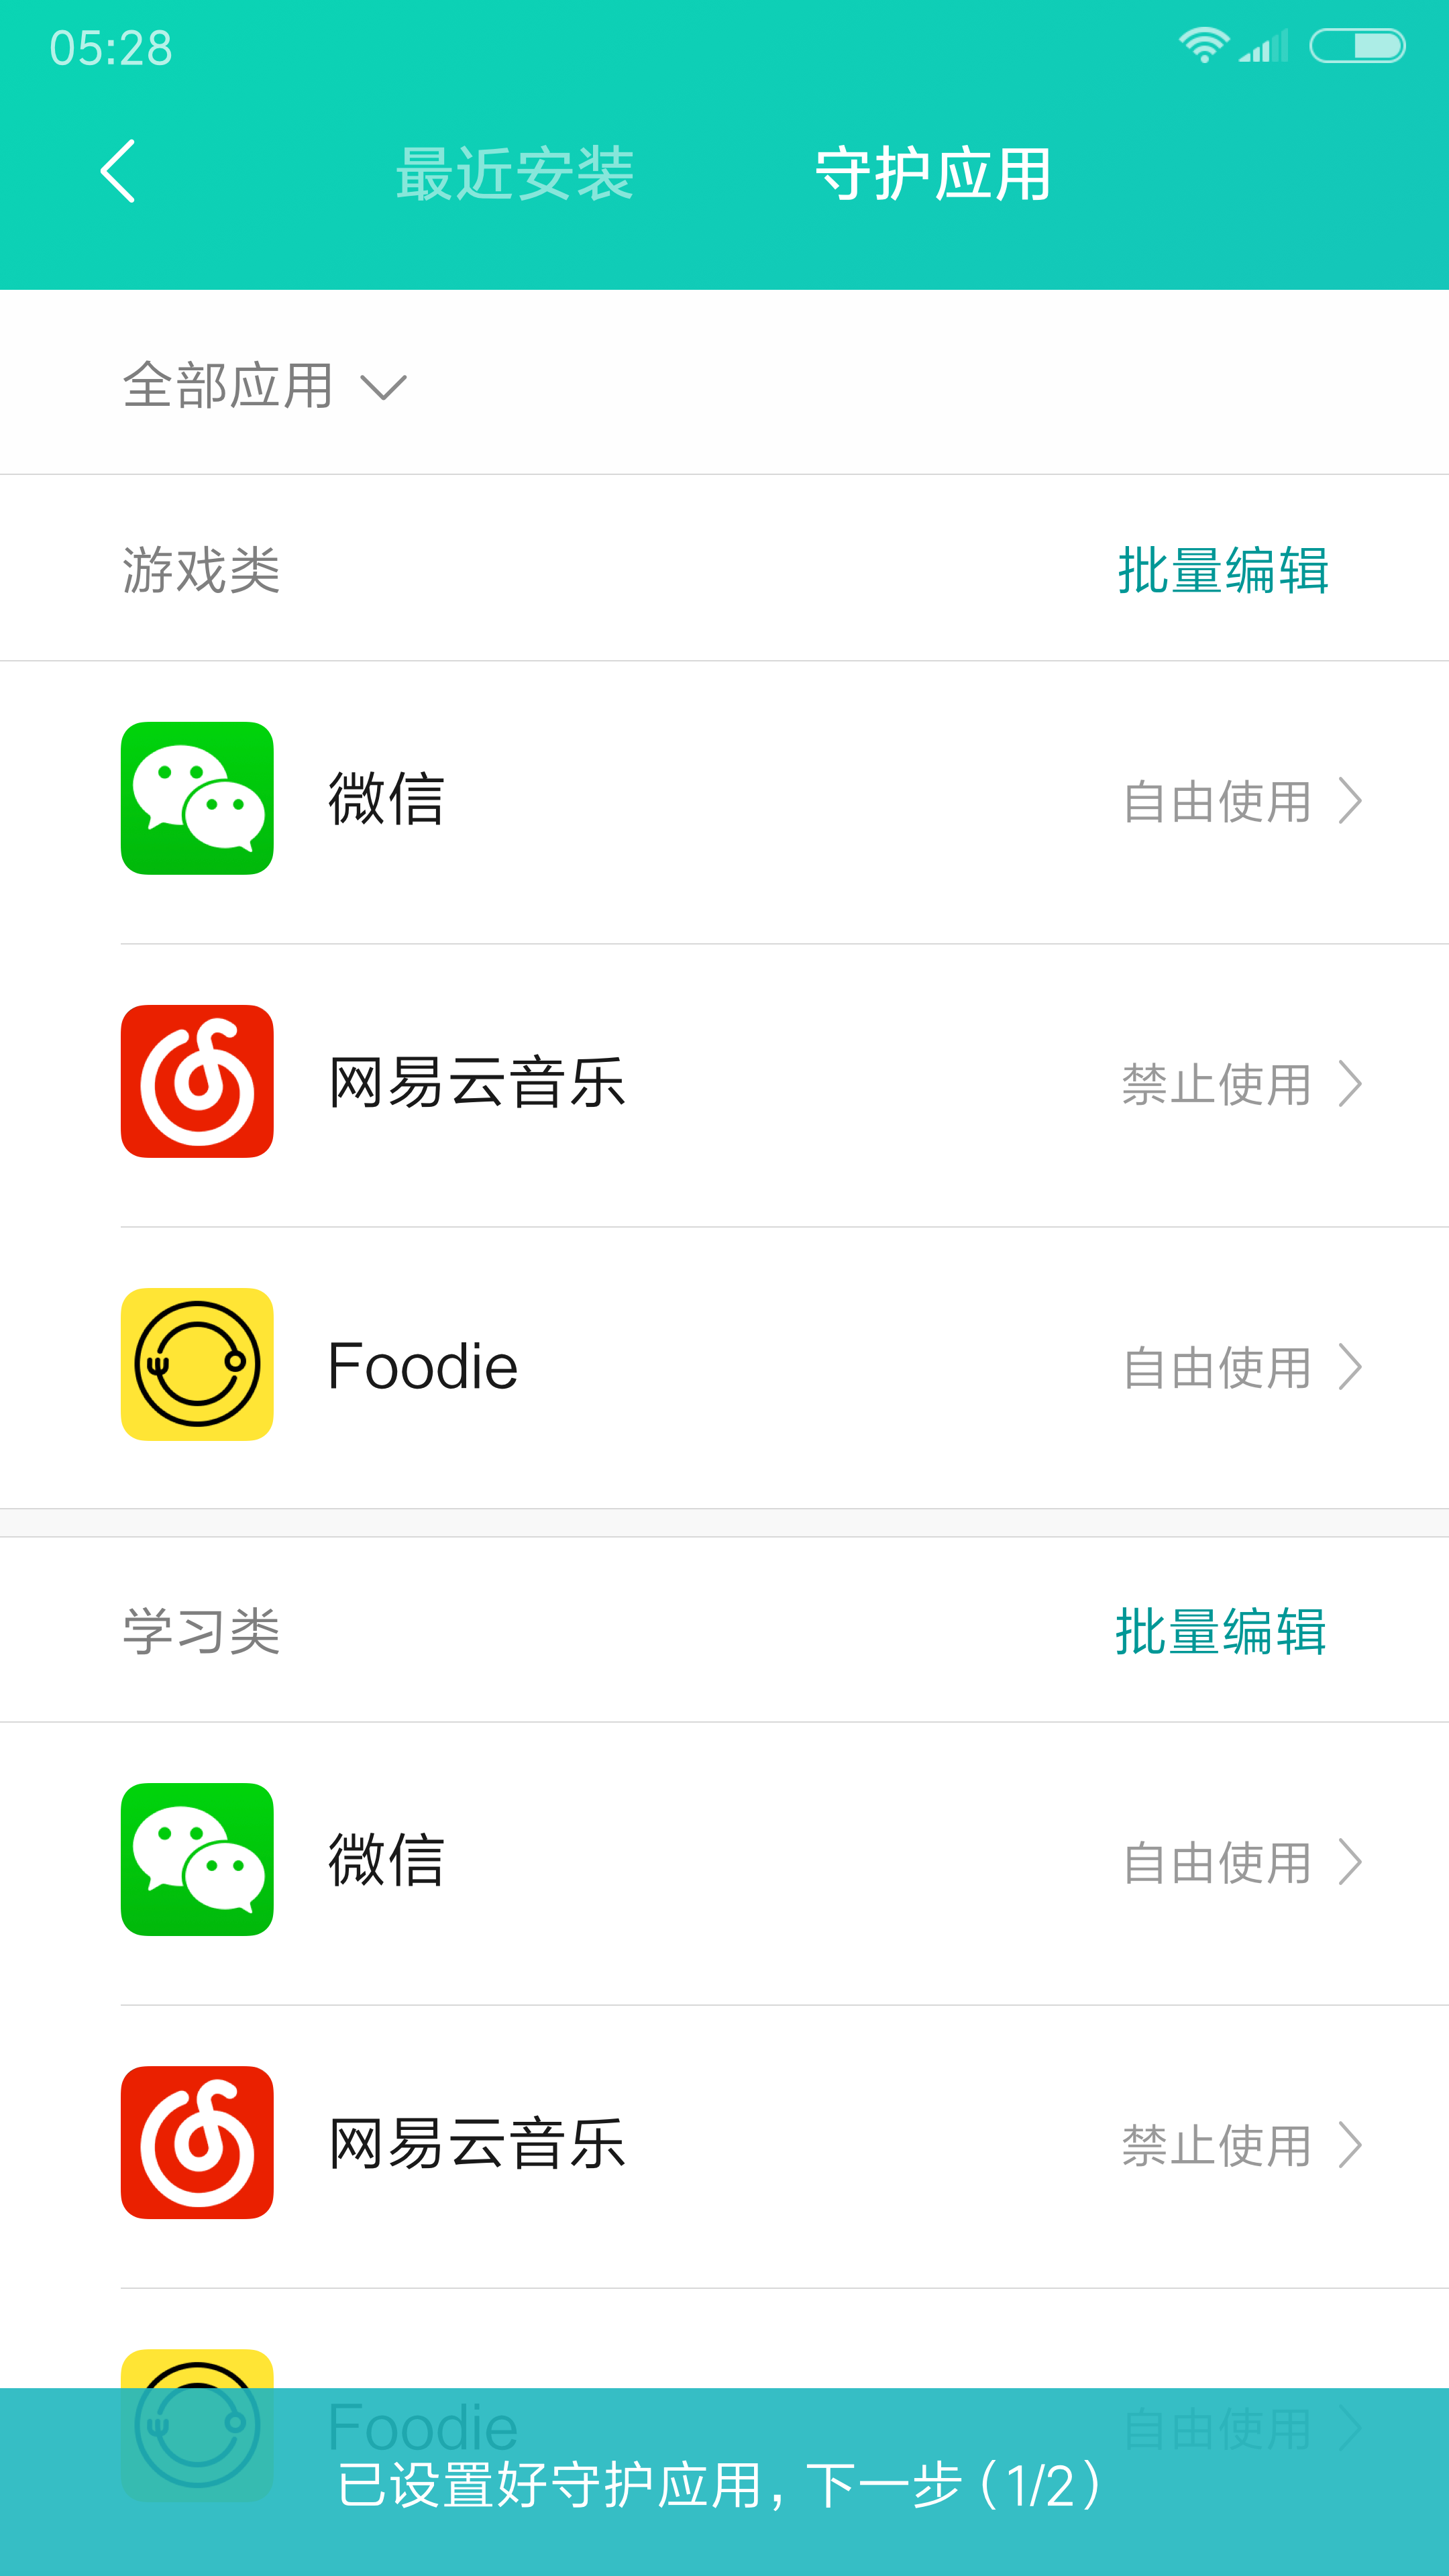 05:28
最近安装 守护应用
全部应用
游戏类 批量编辑
微信 自由使用
网易云音乐 禁止使用
Foodie 自由使用
学习类 批量编辑
微信 自由使用
网易云音乐 禁止使用
Foodie 自由使用
已设置好守护应用，下一步（1/2）